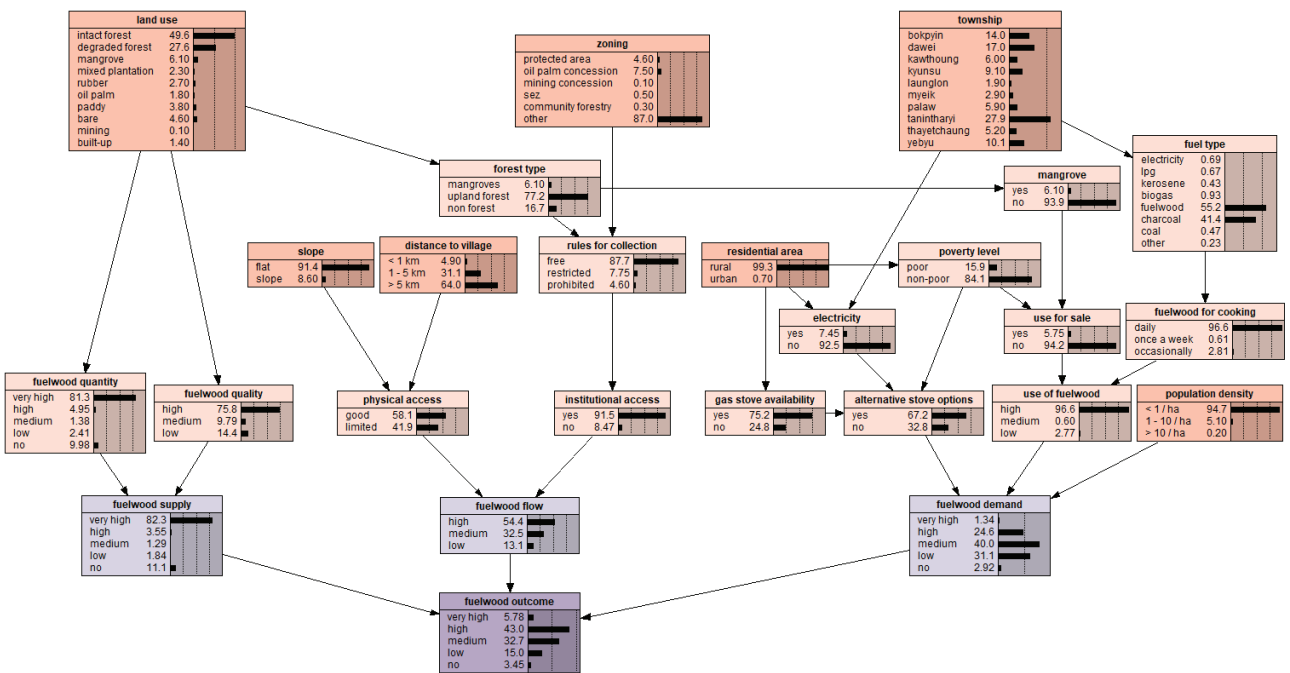 land use
intact forest 49.6
degraded forest 27.6
mangrove 6.10
mixed plantation 2.30
rubber 2.70
oil palm 1.80
paddy 3.80
bare 4.60
mining 0.10
built-up 1.40
zoning
protected area 4.60
oil palm concession 7.50
mining concession 0.10
sez 0.50
community forestry 0.30
other 87.0
township
bokpyin 14.0
dawei 17.0
kawthoung 6.00
kyunsu 9.10
launglon 1.90
myeik 2.90
palaw 5.90
tanintharyi 27.9
thayetchaung 5.20
yebyu 10.1
fuel type
electricity 0.69
lpg 0.67
kerosene 0.43
biogas 0.93
fuelwood 55.2
charcoal 41.4
coal 0.47
other 0.23
forest type
mangroves 6.10
upland forest 77.2
non forest 16.7
mangrove
yes 6.10
no 93.9
slope
flat 91.4
slope 8.60
distance to village
< 1 km 4.90
1 - 5 km 31.1
> 5 km 64.0
rules for collection
free 87.7
restricted 7.75
prohibited 4.60
residential area
rural 99.3
urban 0.70
poverty level
poor 15.9
non-poor 84.1
electricity
yes 7.45
no 92.5
use for sale
yes 5.75
no 94.2
fuelwood for cooking
daily 96.6
once a week 0.61
occasionally 2.81
fuelwood quantity
very high 81.3
high 4.95
medium 1.38
low 2.41
no 9.98
fuelwood quality
high 75.8
medium 9.79
low 14.4
physical access
good 58.1
limited 41.9
institutional access
yes 91.5
no 8.47
gas stove availability
yes 75.2
no 24.8
alternative stove options
yes 67.2
no 32.8
use of fuelwood
high 96.6
medium 0.60
low 2.77
population density
< 1 / ha 94.7
1 - 10 / ha 5.10
> 10 / ha 0.20
fuelwood supply
very high 82.3
high 3.55
medium 1.29
low 1.84
no 11.1
fuelwood flow
high 54.4
medium 32.5
low 13.1
fuelwood demand
very high 1.34
high 24.6
medium 40.0
low 31.1
no 2.92
fuelwood outcome
very high 5.78
high 43.0
medium 32.7
low 15.0
no 3.45